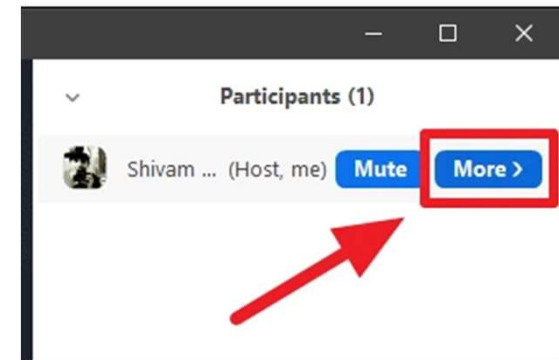 Participants (1)
Shivam ... (Host, me) Mute More >